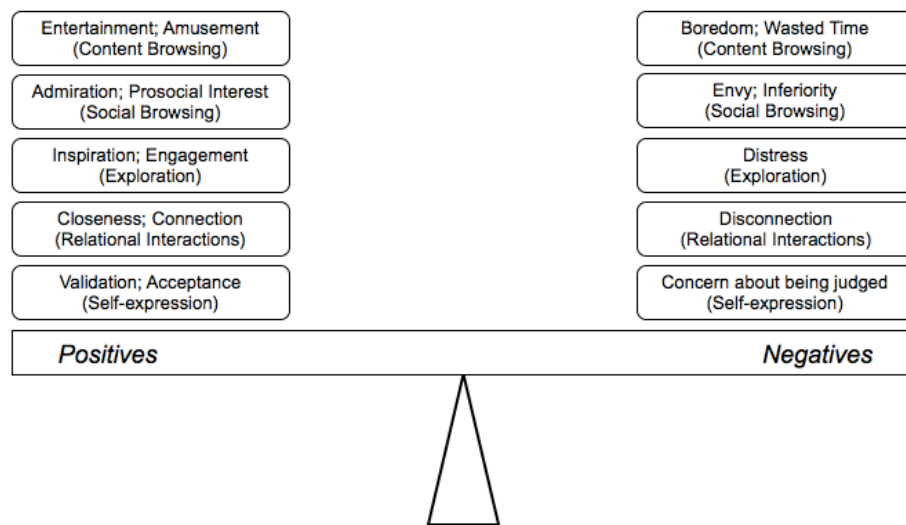 Entertainment; Amusement
(Content Browsing)
Admiration; Prosocial Interest
(Social Browsing)
Inspiration; Engagement
(Exploration)
Closeness; Connection
(Relational Interactions)
Validation; Acceptance
(Self-expression)
Boredom; Wasted Time
(Content Browsing)
Envy; Inferiority
(Social Browsing)
Distress
(Exploration)
Disconnection
(Relational Interactions)
Concern about being judged
(Self-expression)
Positives
Negatives